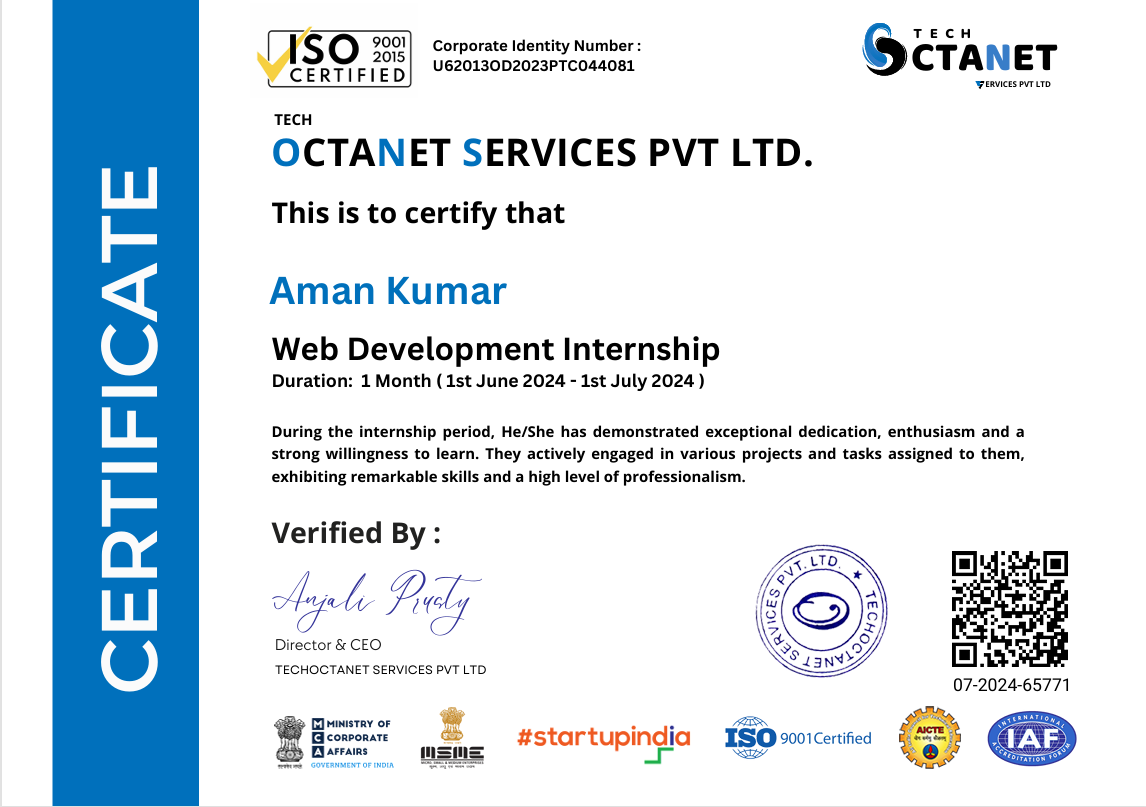 CERTIFICATE
ISO 9001 2015
CERTIFIED
Corporate Identity Number :
U62013OD2023PTC044081
TECH
OCTANET
SERVICES PVT LTD
TECH
OCTANET SERVICES PVT LTD.
This is to certify that
Aman Kumar
Web Development Internship
Duration: 1 Month ( 1st June 2024 - 1st July 2024 )
During the internship period, He/She has demonstrated exceptional dedication, enthusiasm and a
strong willingness to learn. They actively engaged in various projects and tasks assigned to them,
exhibiting remarkable skills and a high level of professionalism.
Verified By :
Anjali Prusty
Director & CEO
TECHOCTANET SERVICES PVT LTD
TECHOCTANET SERVICES PVT. LTD.
07-2024-65771
MCA
MINISTRY OF
CORPORATE
AFFAIRS
GOVERNMENT OF INDIA
MSME
MICRO, SMALL & MEDIUM ENTERPRISES
#startupindia
ISO 9001Certified
AICTE
INTERNATIONAL
IAF
ACCREDITATION FORUM